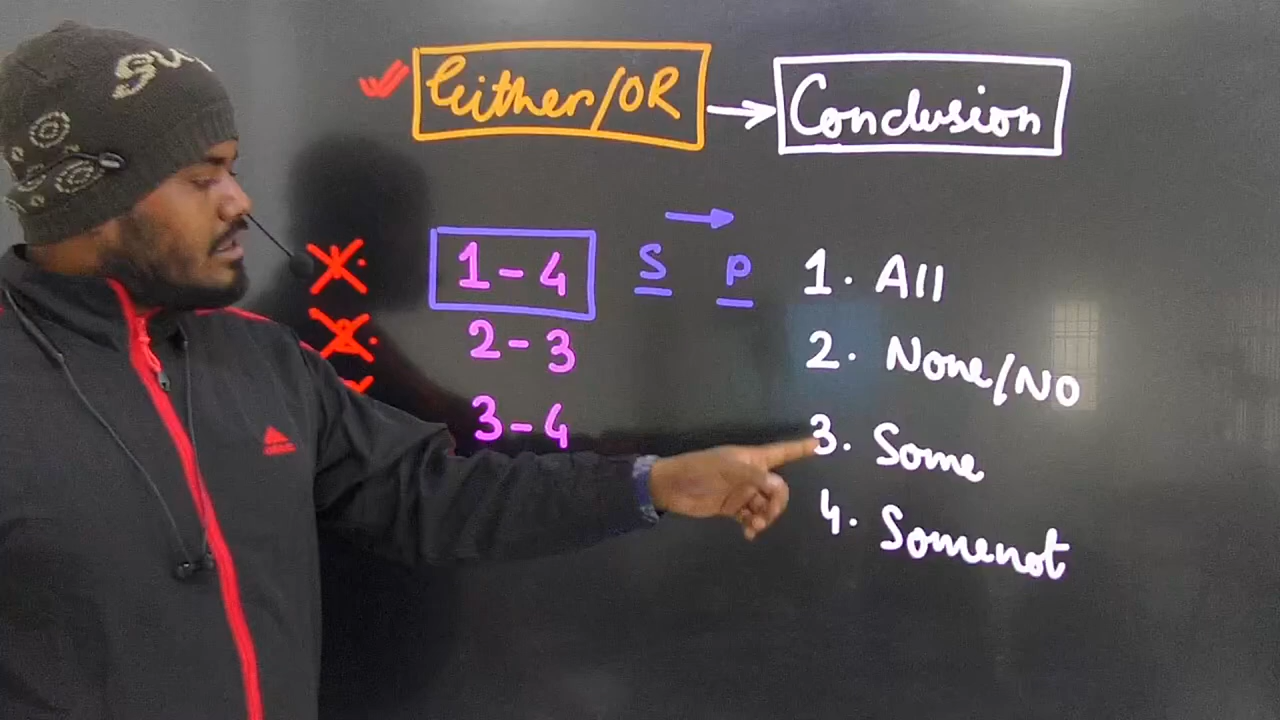 Either/OR
Conclusion
1-4
S P
2-3
3-4
1. All
2. None/NO
3. Some
4. Somenot